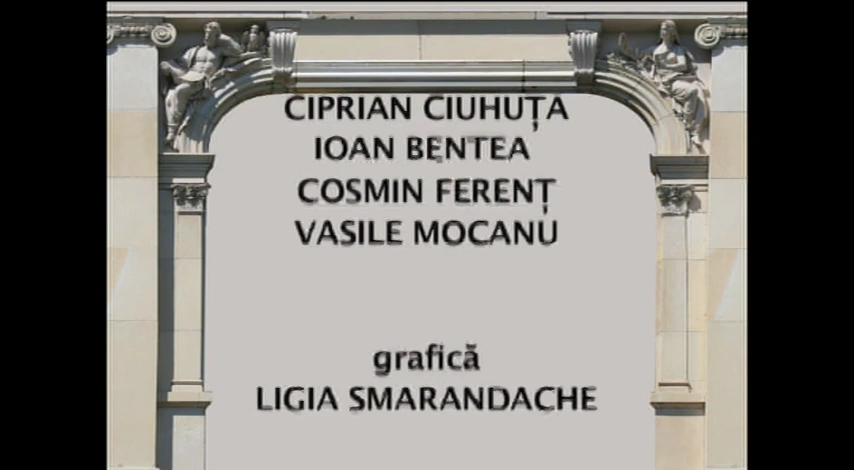 CIPRIAN CIUHUȚA
IOAN BENTEA
COSMIN FERENȚ
VASILE MOCANU
grafică
LIGIA SMARANDACHE